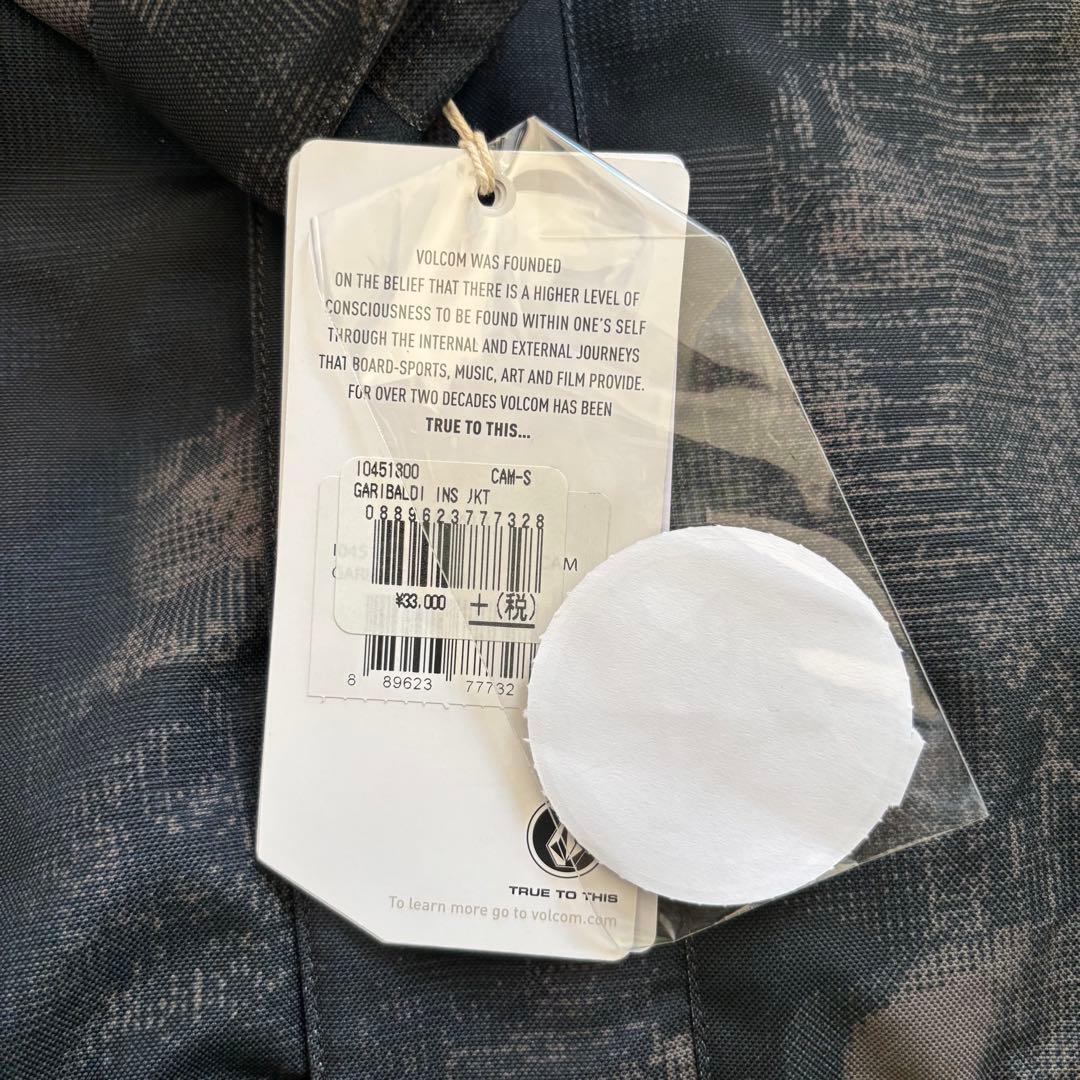 VOLCOM WAS FOUNDED
ON THE BELIEF THAT THERE IS A HIGHER LEVEL OF
CONSCIOUSNESS TO BE FOUND WITHIN ONE'S SELF
THROUGH THE INTERNAL AND EXTERNAL JOURNEYS
THAT BOARD-SPORTS, MUSIC, ART AND FILM PROVIDE.
FOR OVER TWO DECADES VOLCOM HAS BEEN
TRUE TO THIS...
I0451800 CAM-S
GARIBALDI INS JKT
0889623777328
¥33,000 +(税)
8 89623 77732
TRUE TO THIS
To learn more go to volcom.com